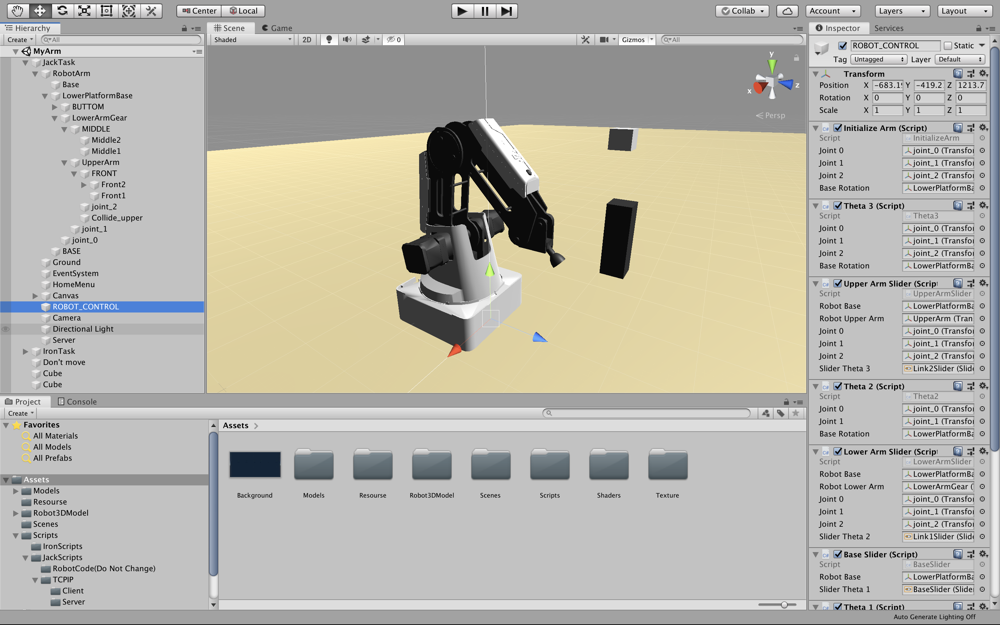 Center Local
Collab Account Layers Layout
Hierarchy
Create All
MyArm
JackTask
RobotArm
Base
LowerPlatformBase
BUTTOM
LowerArmGear
MIDDLE
Middle2
Middle1
UpperArm
FRONT
Front2
Front1
joint_2
Collide_upper
joint_1
joint_0
BASE
Ground
EventSystem
HomeMenu
Canvas
ROBOT_CONTROL
Camera
Directional Light
Server
IronTask
Don't move
Cube
Cube
Scene Game
Shaded 2D 0 Gizmos All
y
x
z
Persp
Inspector Services
ROBOT_CONTROL Static
Tag Untagged Layer Default
Transform
Position X -683.19 Y -419.2 Z 1213.7
Rotation X 0 Y 0 Z 0
Scale X 1 Y 1 Z 1
C# Initialize Arm (Script)
Script InitializeArm
Joint 0 joint_0 (Transfor
Joint 1 joint_1 (Transfor
Joint 2 joint_2 (Transfor
Base Rotation LowerPlatformBa
C# Theta 3 (Script)
Script Theta3
Joint 0 joint_0 (Transfor
Joint 1 joint_1 (Transfor
Joint 2 joint_2 (Transfor
Base Rotation LowerPlatformBa
C# Upper Arm Slider (Script
Script UpperArmSlider
Robot Base LowerPlatformBa
Robot Upper Arm UpperArm (Tran
Joint 0 joint_0 (Transfor
Joint 1 joint_1 (Transfor
Joint 2 joint_2 (Transfor
Slider Theta 3 Link2Slider (Slide
C# Theta 2 (Script)
Script Theta2
Joint 0 joint_0 (Transfor
Joint 1 joint_1 (Transfor
Base Rotation LowerPlatformBa
C# Lower Arm Slider (Script
Script LowerArmSlider
Robot Base LowerPlatformBa
Robot Lower Arm LowerArmGear (
Joint 0 joint_0 (Transfor
Joint 1 joint_1 (Transfor
Joint 2 joint_2 (Transfor
Slider Theta 2 Link1Slider (Slide
C# Base Slider (Script)
Script BaseSlider
Robot Base LowerPlatformBa
Slider Theta 1 BaseSlider (Slider
C# Theta 1 (Script)
Project Console
Create
Favorites
All Materials
All Models
All Prefabs
Assets
Models
Resourse
Robot3DModel
Scenes
Scripts
IronScripts
JackScripts
RobotCode(Do Not Change)
TCPIP
Client
Server
Assets
Background Models Resourse Robot3DModel Scenes Scripts Shaders Texture
Auto Generate Lighting Off